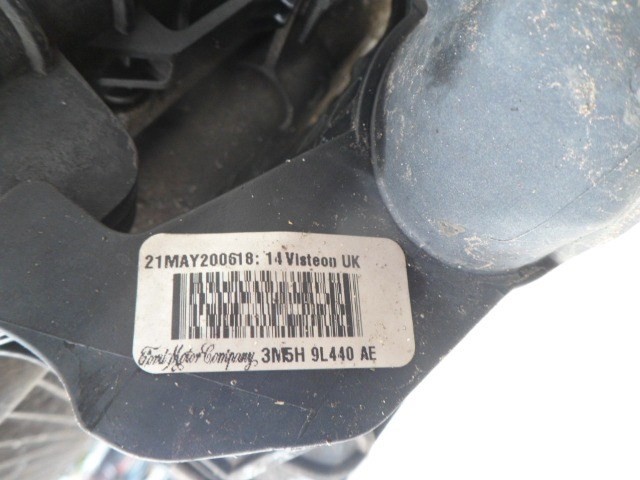 21MAY200618:14 Visteon UK
Ford Motor Company 3M5H 9L440 AE